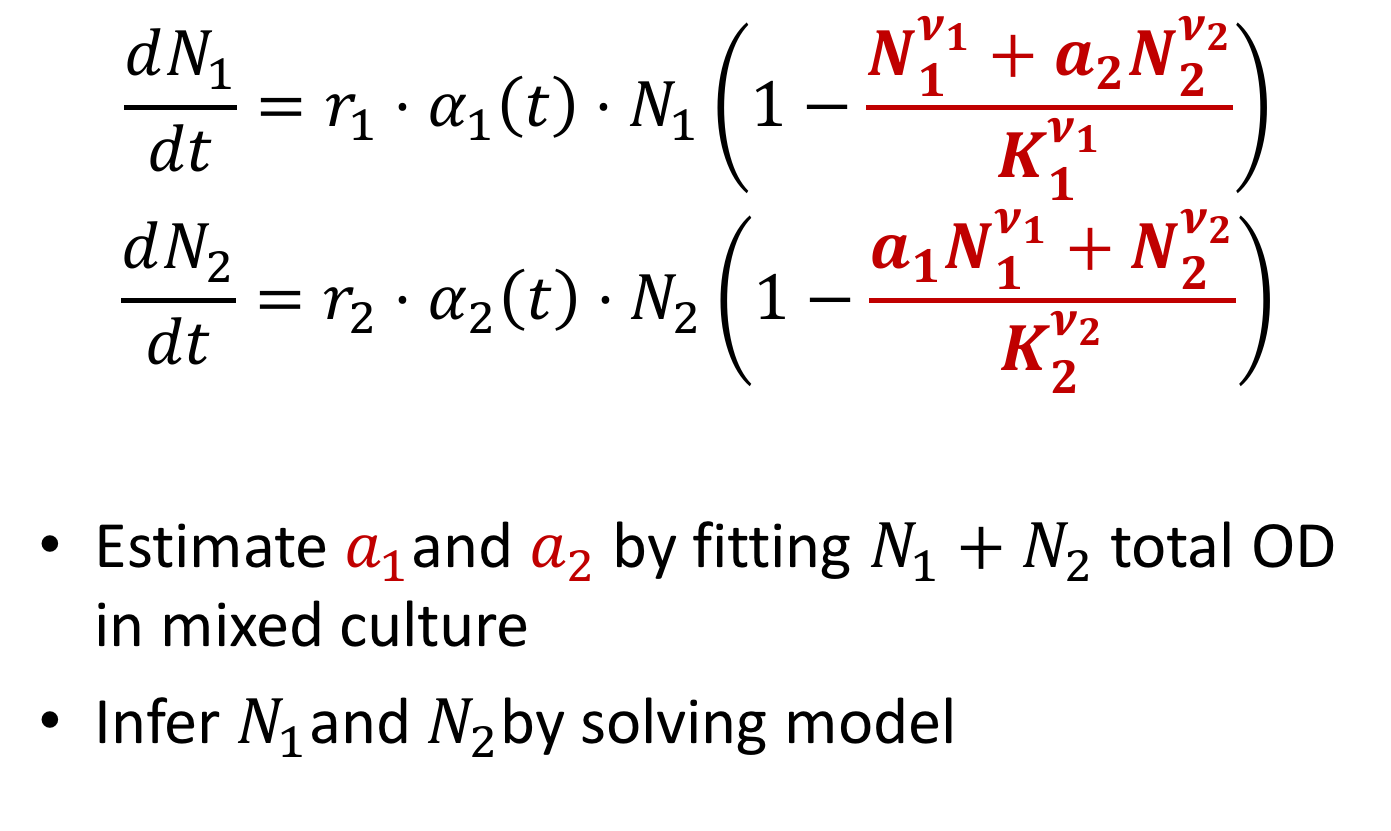 dN₁/dt = r₁ · α₁(t) · N₁ (1 − (N₁^ν₁ + a₂N₂^ν₂)/K₁^ν₁)
dN₂/dt = r₂ · α₂(t) · N₂ (1 − (a₁N₁^ν₁ + N₂^ν₂)/K₂^ν₂)
• Estimate a₁ and a₂ by fitting N₁ + N₂ total OD
in mixed culture
• Infer N₁ and N₂ by solving model